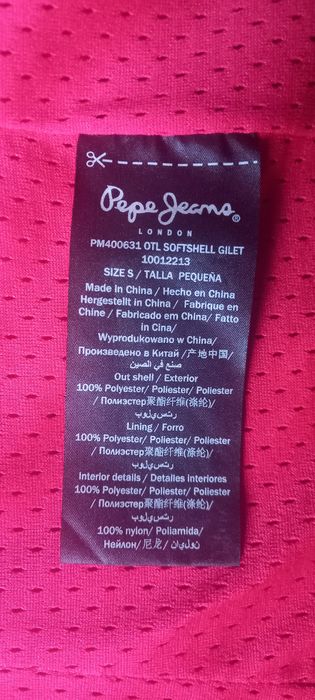 Pepe Jeans®
LONDON
PM400631 OTL SOFTSHELL GILET
10012213
SIZE S / TALLA PEQUEÑA
Made in China / Hecho en China
Hergestellt in China / Fabrique en
Chine / Fabricado em China/ Fatto
in Cina/
Wyprodukowano w China/
Произведено в Китай /产地中国/
صنع في الصين
Out shell / Exterior
100% Polyester/ Poliester/ Poliester
/ Полиэстер聚酯纤维(涤纶)/
بوليستر
Lining / Forro
100% Polyester/ Poliester/ Poliester
/ Полиэстер聚酯纤维(涤纶)/
بوليستر
Interior details / Detalles interiores
100% Polyester/ Poliester/ Poliester
/ Полиэстер聚酯纤维(涤纶)/
بوليستر
100% nylon/ Poliamida/
Нейлон/ 尼龙/ نايلون